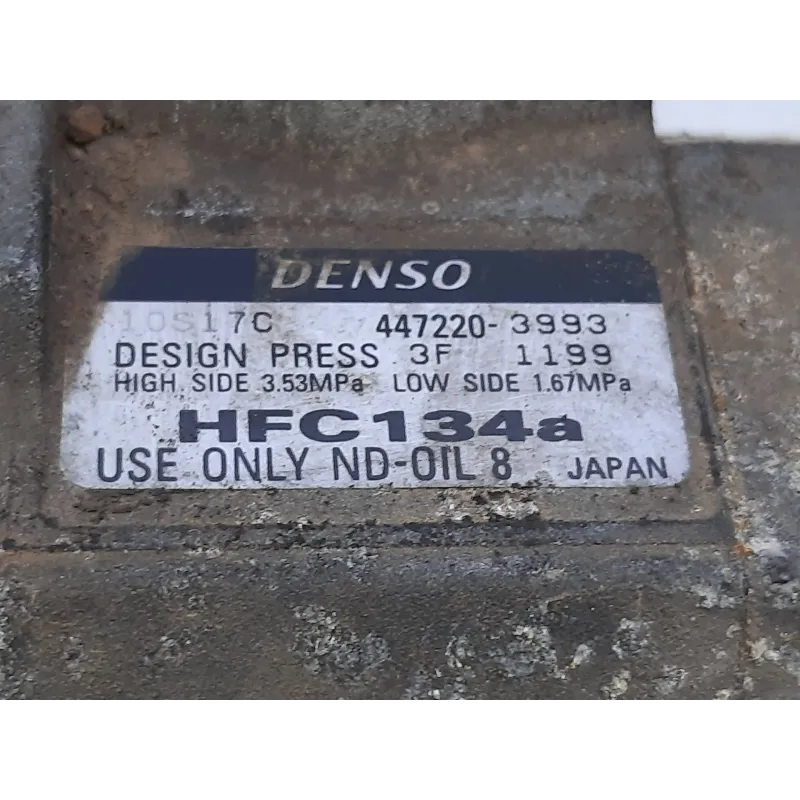 DENSO
10S17C 447220-3993
DESIGN PRESS 3F 1199
HIGH SIDE 3.53MPa LOW SIDE 1.67MPa
HFC134a
USE ONLY ND-OIL 8 JAPAN